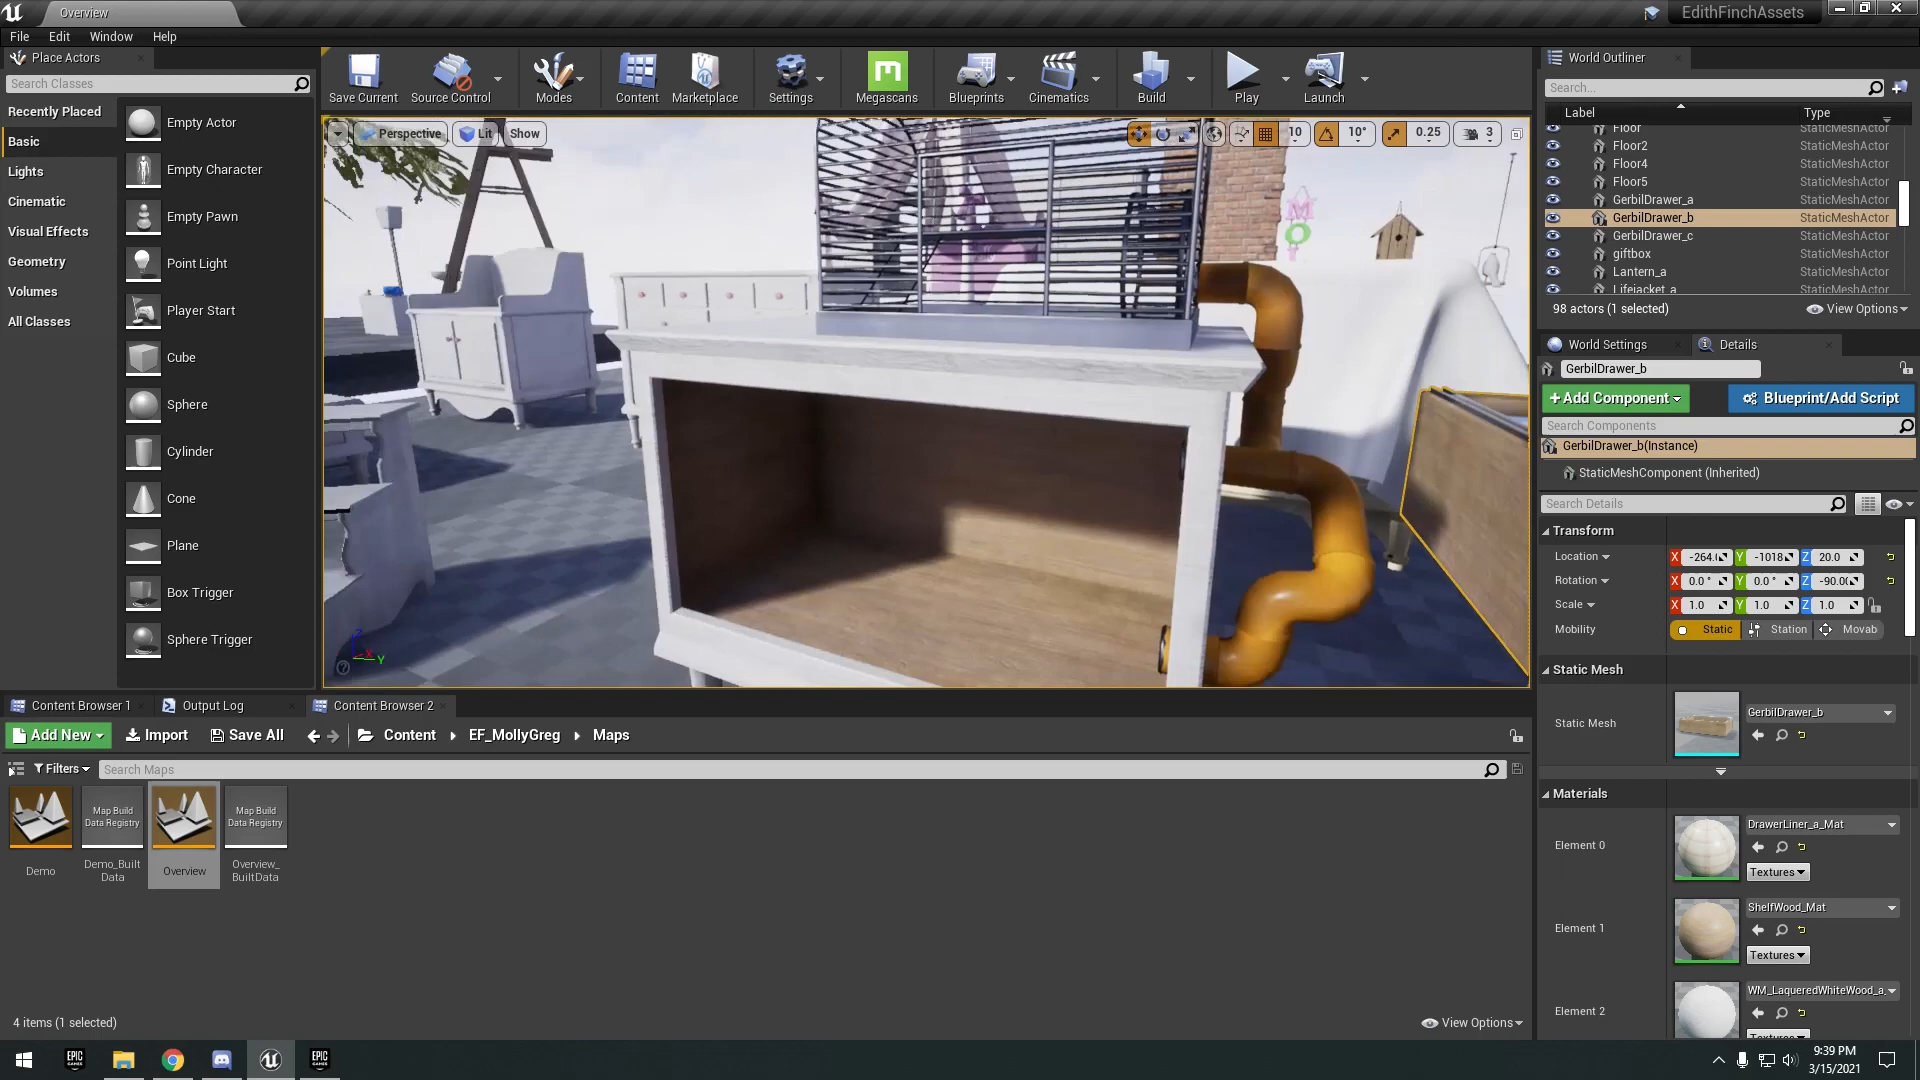 Overview
EdithFinchAssets
File Edit Window Help
Place Actors
Search Classes
Recently Placed
Basic
Lights
Cinematic
Visual Effects
Geometry
Volumes
All Classes
Empty Actor
Empty Character
Empty Pawn
Point Light
Player Start
Cube
Sphere
Cylinder
Cone
Plane
Box Trigger
Sphere Trigger
Save Current
Source Control
Modes
Content
Marketplace
Settings
Megascans
Blueprints
Cinematics
Build
Play
Launch
Perspective Lit Show
10 10° 0.25 3
World Outliner
Search...
Label Type
Floor StaticMeshActor
Floor2 StaticMeshActor
Floor4 StaticMeshActor
Floor5 StaticMeshActor
GerbilDrawer_a StaticMeshActor
GerbilDrawer_b StaticMeshActor
GerbilDrawer_c StaticMeshActor
giftbox StaticMeshActor
Lantern_a StaticMeshActor
Lifejacket_a StaticMeshActor
98 actors (1 selected) View Options
World Settings Details
GerbilDrawer_b
+Add Component Blueprint/Add Script
Search Components
GerbilDrawer_b(Instance)
StaticMeshComponent (Inherited)
Search Details
Transform
Location X -264.( Y -1018 Z 20.0
Rotation X 0.0 ° Y 0.0 ° Z -90.0(
Scale X 1.0 Y 1.0 Z 1.0
Mobility Static Station Movab
Static Mesh
Static Mesh GerbilDrawer_b
Materials
Element 0 DrawerLiner_a_Mat
Textures
Element 1 ShelfWood_Mat
Textures
Element 2 WM_LaqueredWhiteWood_a_
Textures
Z X Y
Content Browser 1 Output Log Content Browser 2
Add New Import Save All Content EF_MollyGreg Maps
Filters Search Maps
Map Build
Data Registry
Map Build
Data Registry
Demo
Demo_Built
Data
Overview
Overview_
BuiltData
4 items (1 selected) View Options
EPIC
GAMES
EPIC
GAMES
9:39 PM
3/15/2021